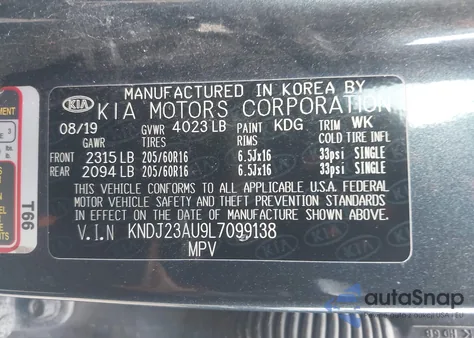 MANUFACTURED IN KOREA BY
KIA KIA MOTORS CORPORATION
08/19 GVWR 4023 LB PAINT KDG TRIM WK
GAWR TIRES RIMS COLD TIRE INFL
FRONT 2315 LB 205/60R16 6.5Jx16 33psi SINGLE
REAR 2094 LB 205/60R16 6.5Jx16 33psi SINGLE
THIS VEHICLE CONFORMS TO ALL APPLICABLE U.S.A. FEDERAL
MOTOR VEHICLE SAFETY AND THEFT PREVENTION STANDARDS
IN EFFECT ON THE DATE OF MANUFACTURE SHOWN ABOVE.
V.I.N KNDJ23AU9L7099138
MPV
T66
autoSnap